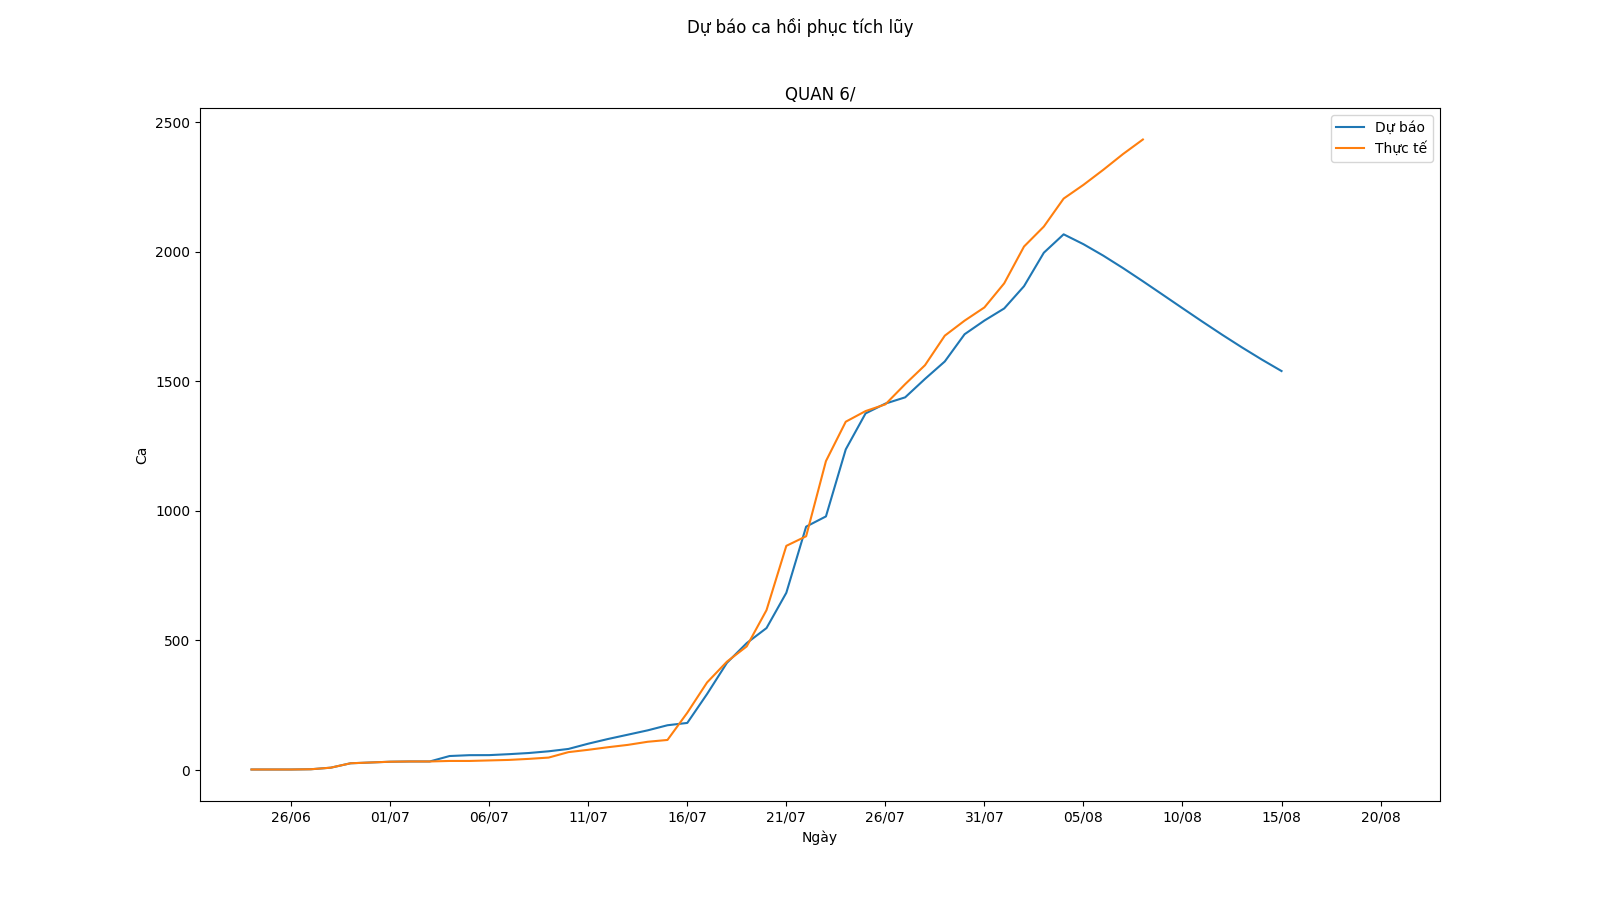 Dự báo ca hồi phục tích lũy
QUAN 6/
Dự báo
Thực tế
2500
2000
1500
1000
500
0
Ca
26/06 01/07 06/07 11/07 16/07 21/07 26/07 31/07 05/08 10/08 15/08 20/08
Ngày